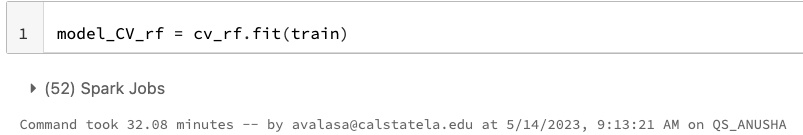 1 model_CV_rf = cv_rf.fit(train)
(52) Spark Jobs
Command took 32.08 minutes -- by avalasa@calstatela.edu at 5/14/2023, 9:13:21 AM on QS_ANUSHA